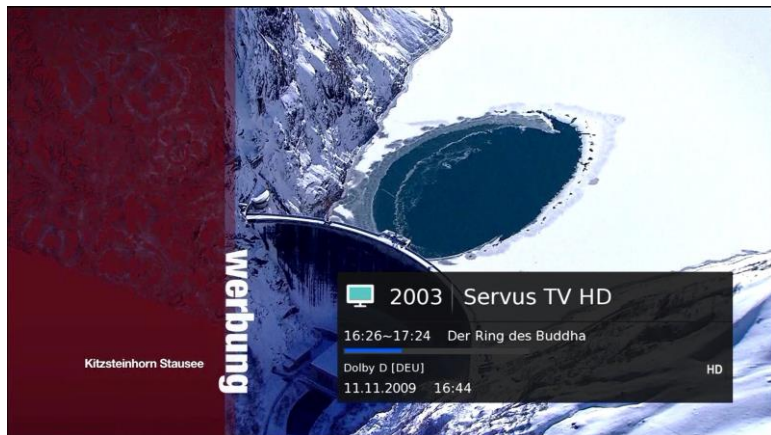 werbung
Kitzsteinhorn Stausee
2003 Servus TV HD
16:26~17:24 Der Ring des Buddha
Dolby D [DEU]
HD
11.11.2009 16:44